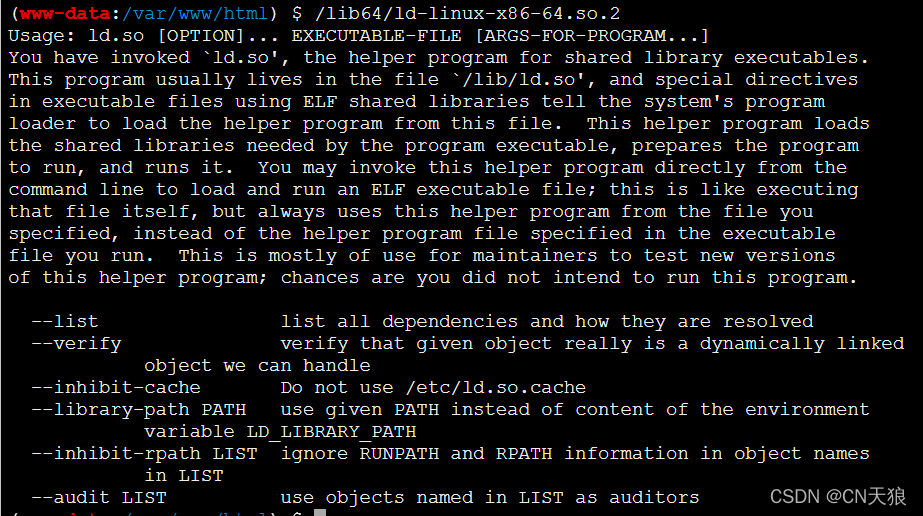 (www-data:/var/www/html) $ /lib64/ld-linux-x86-64.so.2
Usage: ld.so [OPTION]... EXECUTABLE-FILE [ARGS-FOR-PROGRAM...]
You have invoked `ld.so', the helper program for shared library executables.
This program usually lives in the file `/lib/ld.so', and special directives
in executable files using ELF shared libraries tell the system's program
loader to load the helper program from this file.  This helper program loads
the shared libraries needed by the program executable, prepares the program
to run, and runs it.  You may invoke this helper program directly from the
command line to load and run an ELF executable file; this is like executing
that file itself, but always uses this helper program from the file you
specified, instead of the helper program file specified in the executable
file you run.  This is mostly of use for maintainers to test new versions
of this helper program; chances are you did not intend to run this program.

  --list                list all dependencies and how they are resolved
  --verify              verify that given object really is a dynamically linked
            object we can handle
  --inhibit-cache       Do not use /etc/ld.so.cache
  --library-path PATH   use given PATH instead of content of the environment
            variable LD_LIBRARY_PATH
  --inhibit-rpath LIST  ignore RUNPATH and RPATH information in object names
            in LIST
  --audit LIST          use objects named in LIST as auditors
CSDN @CN天狼